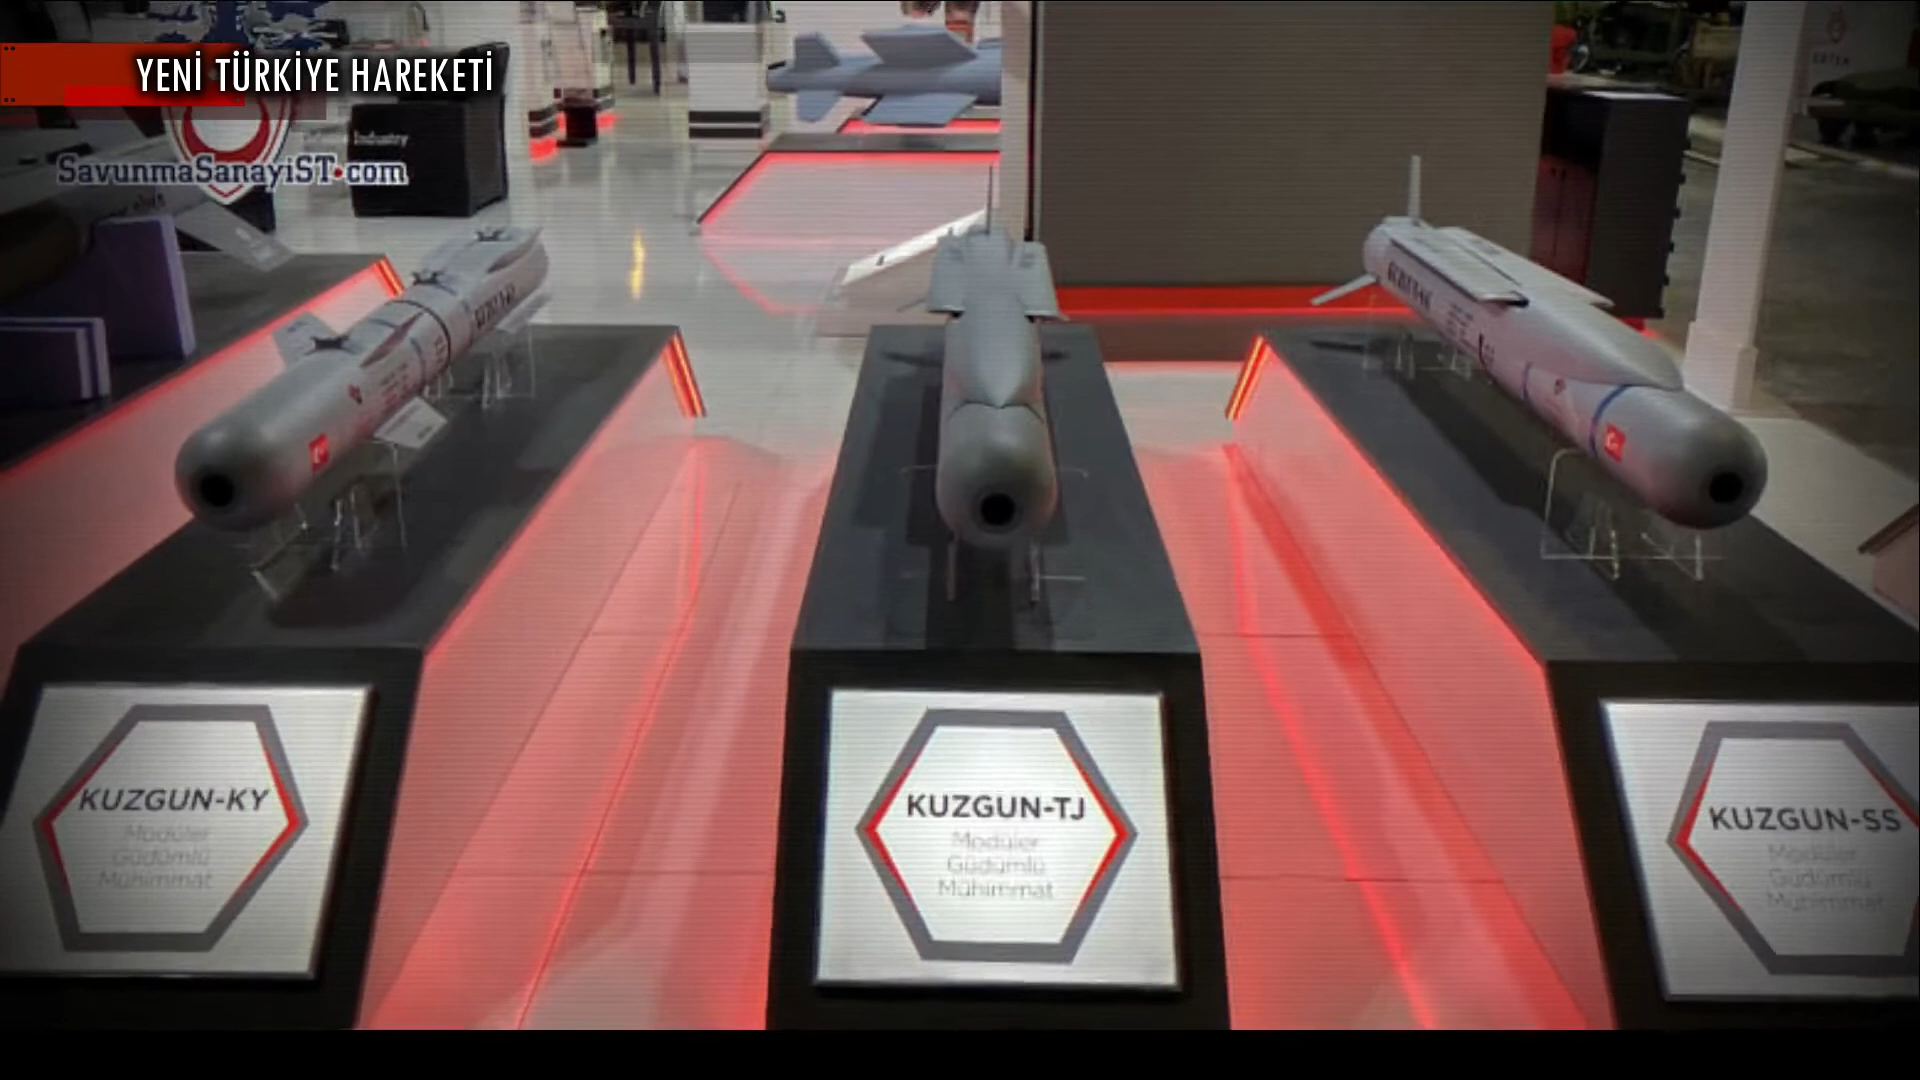 YENİ TÜRKİYE HAREKETİ
Industry
SavunmaSanayiST.com
KUZGUN-KY
Modüler
Güdümlü
Mühimmat
KUZGUN-TJ
Modüler
Güdümlü
Mühimmat
KUZGUN-SS
Modüler
Güdümlü
Mühimmat